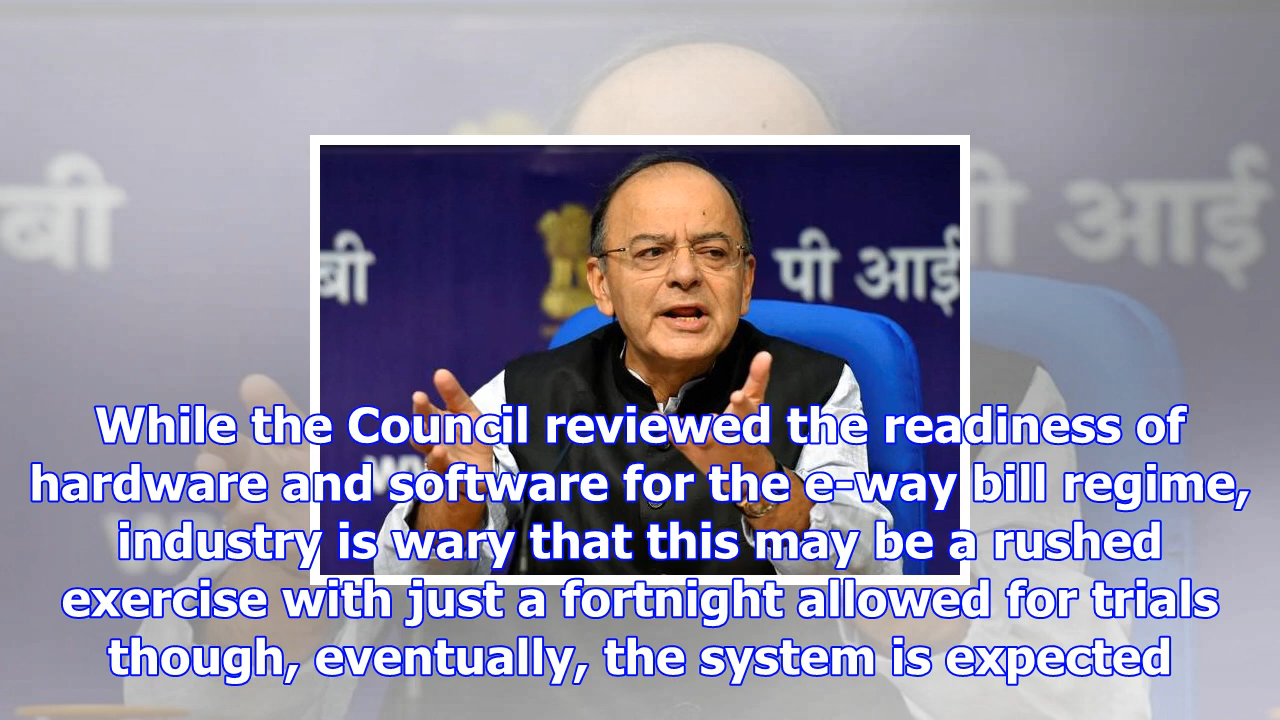 बी
पी आई
While the Council reviewed the readiness of
hardware and software for the e-way bill regime,
industry is wary that this may be a rushed
exercise with just a fortnight allowed for trials
though, eventually, the system is expected